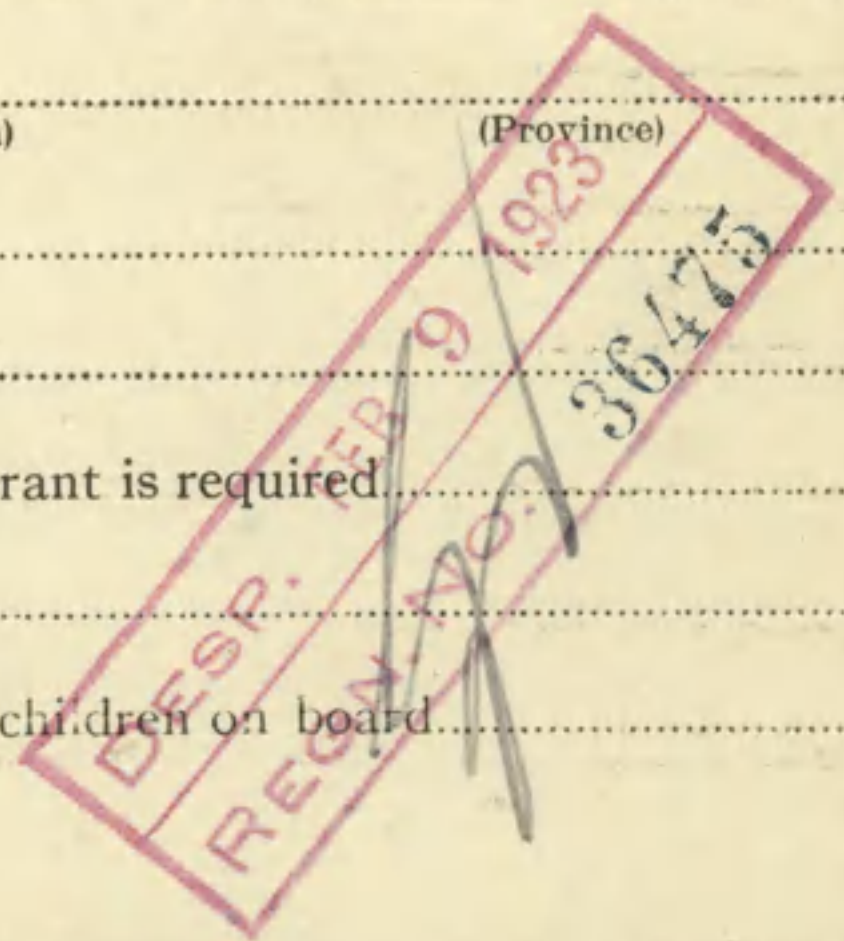 (Province)
rant is required
children on board
DESP. FEB 9 1923
REGN. No. 36475